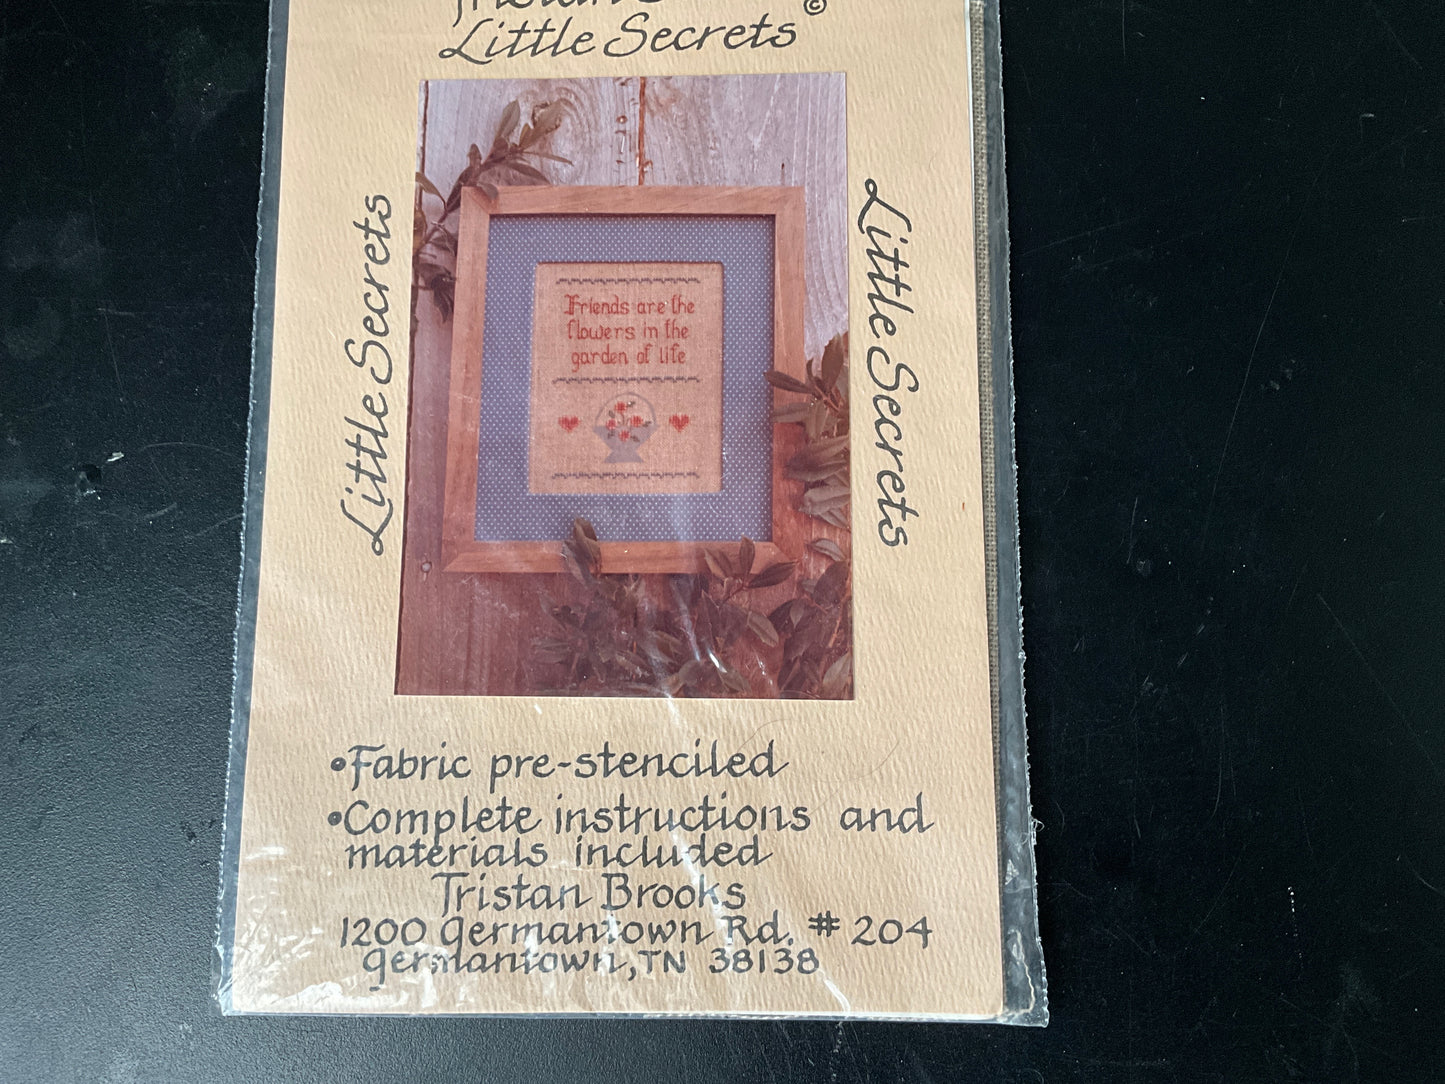 Tristan's ©
Little Secrets
Little Secrets
Little Secrets
Friends are the
flowers in the
garden of life
•Fabric pre-stenciled
•Complete instructions and
materials included
Tristan Brooks
1200 Germantown Rd. # 204
Germantown, TN 38138